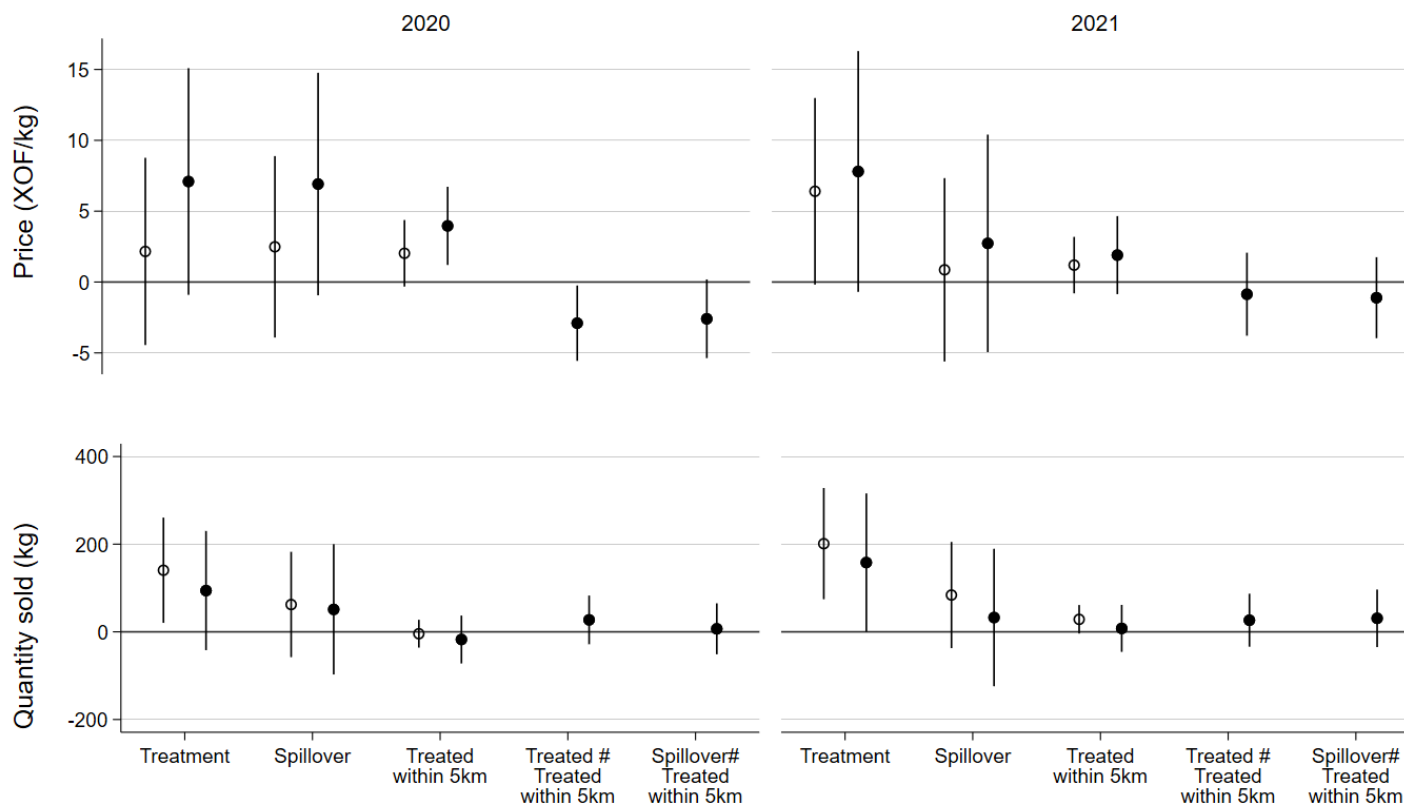 2020
2021
Price (XOF/kg)
15
10
5
0
-5
Quantity sold (kg)
400
200
0
-200
Treatment
Spillover
Treated
within 5km
Treated #
Treated
within 5km
Spillover#
Treated
within 5km
Treatment
Spillover
Treated
within 5km
Treated #
Treated
within 5km
Spillover#
Treated
within 5km